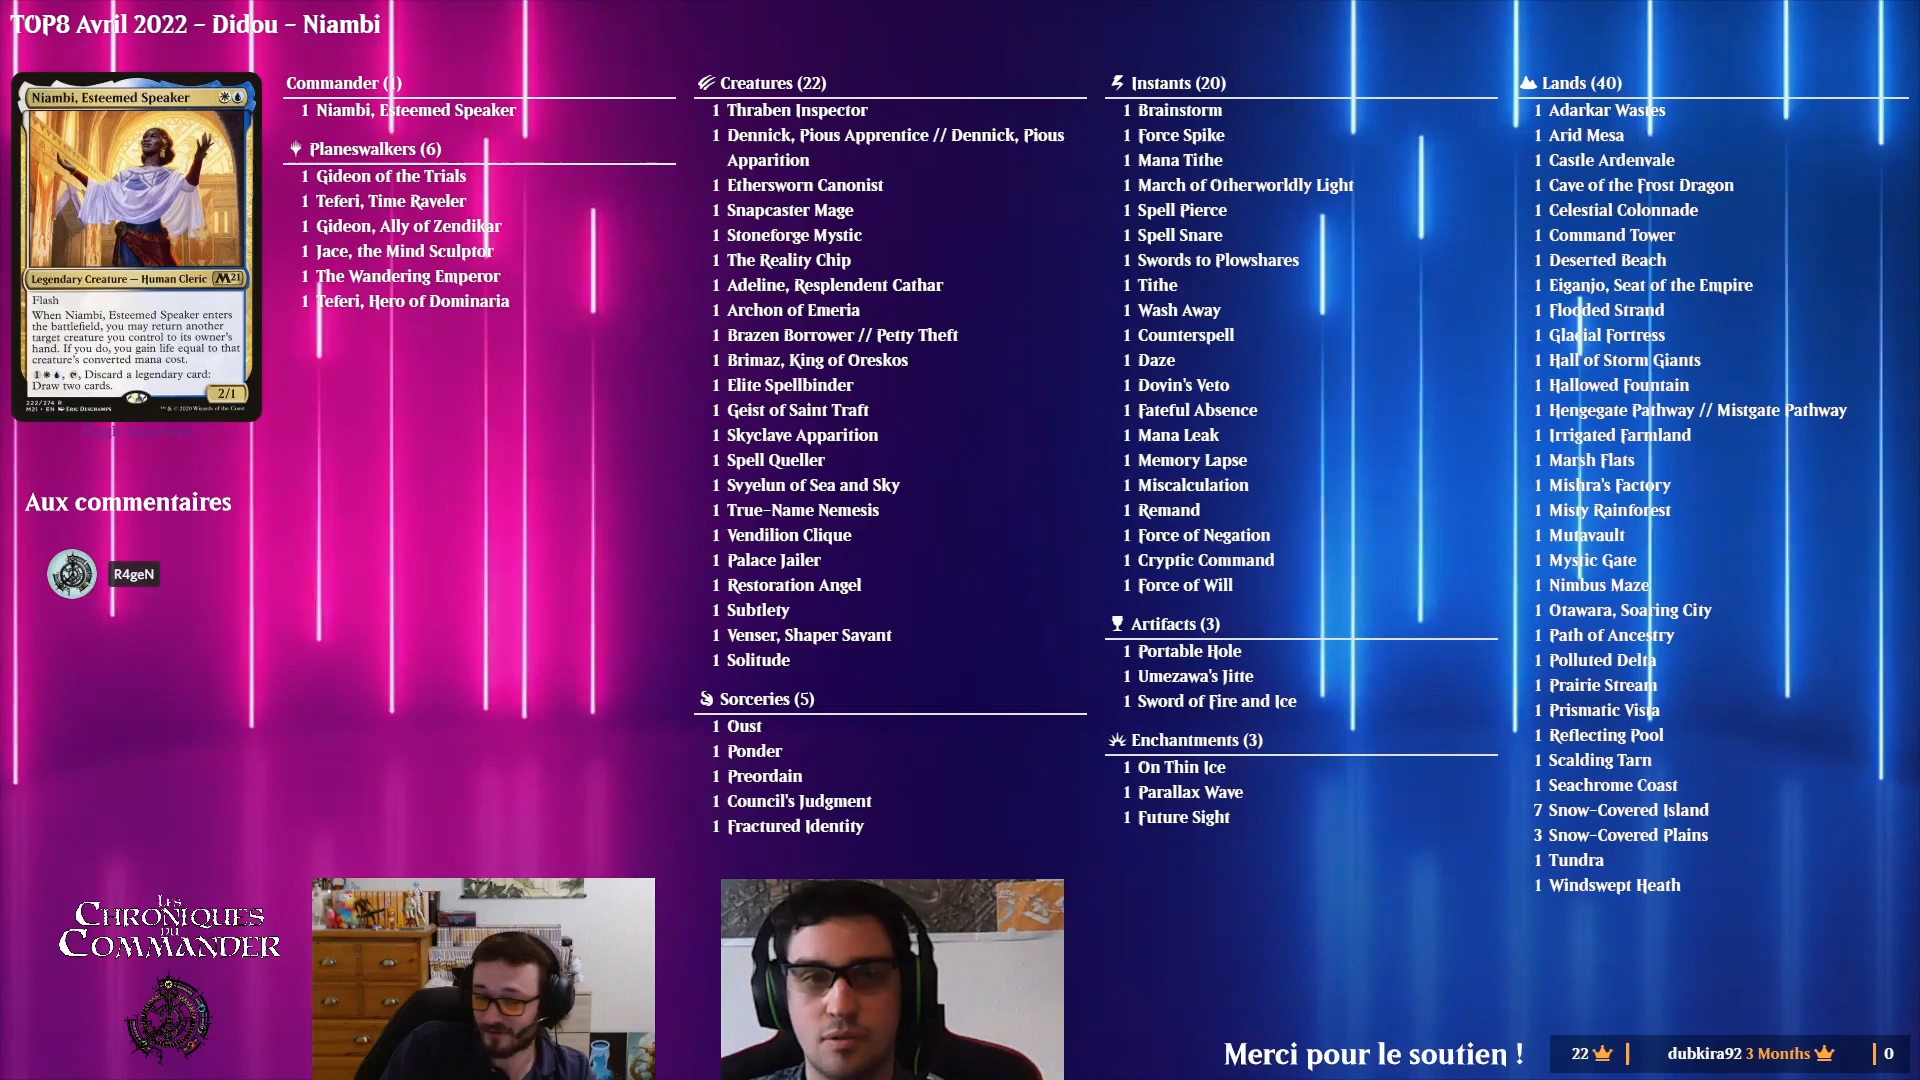 TOP8 Avril 2022 - Didou - Niambi
Niambi, Esteemed Speaker
Legendary Creature — Human Cleric M21
Flash
When Niambi, Esteemed Speaker enters
the battlefield, you may return another
target creature you control to its owner's
hand. If you do, you gain life equal to that
creature's converted mana cost.
1, Discard a legendary card:
Draw two cards.
2/1
222/274 R
M21 • EN Eric Deschamps
™ & © 2020 Wizards of the Coast
Aux commentaires
R4geN
Commander (1)
1 Niambi, Esteemed Speaker
Planeswalkers (6)
1 Gideon of the Trials
1 Teferi, Time Raveler
1 Gideon, Ally of Zendikar
1 Jace, the Mind Sculptor
1 The Wandering Emperor
1 Teferi, Hero of Dominaria
Creatures (22)
1 Thraben Inspector
1 Dennick, Pious Apprentice // Dennick, Pious
Apparition
1 Ethersworn Canonist
1 Snapcaster Mage
1 Stoneforge Mystic
1 The Reality Chip
1 Adeline, Resplendent Cathar
1 Archon of Emeria
1 Brazen Borrower // Petty Theft
1 Brimaz, King of Oreskos
1 Elite Spellbinder
1 Geist of Saint Traft
1 Skyclave Apparition
1 Spell Queller
1 Svyelun of Sea and Sky
1 True-Name Nemesis
1 Vendilion Clique
1 Palace Jailer
1 Restoration Angel
1 Subtlety
1 Venser, Shaper Savant
1 Solitude
Sorceries (5)
1 Oust
1 Ponder
1 Preordain
1 Council's Judgment
1 Fractured Identity
Instants (20)
1 Brainstorm
1 Force Spike
1 Mana Tithe
1 March of Otherworldly Light
1 Spell Pierce
1 Spell Snare
1 Swords to Plowshares
1 Tithe
1 Wash Away
1 Counterspell
1 Daze
1 Dovin's Veto
1 Fateful Absence
1 Mana Leak
1 Memory Lapse
1 Miscalculation
1 Remand
1 Force of Negation
1 Cryptic Command
1 Force of Will
Artifacts (3)
1 Portable Hole
1 Umezawa's Jitte
1 Sword of Fire and Ice
Enchantments (3)
1 On Thin Ice
1 Parallax Wave
1 Future Sight
Lands (40)
1 Adarkar Wastes
1 Arid Mesa
1 Castle Ardenvale
1 Cave of the Frost Dragon
1 Celestial Colonnade
1 Command Tower
1 Deserted Beach
1 Eiganjo, Seat of the Empire
1 Flooded Strand
1 Glacial Fortress
1 Hall of Storm Giants
1 Hallowed Fountain
1 Hengegate Pathway // Mistgate Pathway
1 Irrigated Farmland
1 Marsh Flats
1 Mishra's Factory
1 Misty Rainforest
1 Mutavault
1 Mystic Gate
1 Nimbus Maze
1 Otawara, Soaring City
1 Path of Ancestry
1 Polluted Delta
1 Prairie Stream
1 Prismatic Vista
1 Reflecting Pool
1 Scalding Tarn
1 Seachrome Coast
7 Snow-Covered Island
3 Snow-Covered Plains
1 Tundra
1 Windswept Heath
Les
Chroniques
du
Commander
Merci pour le soutien !
22
dubkira92 3 Months
0